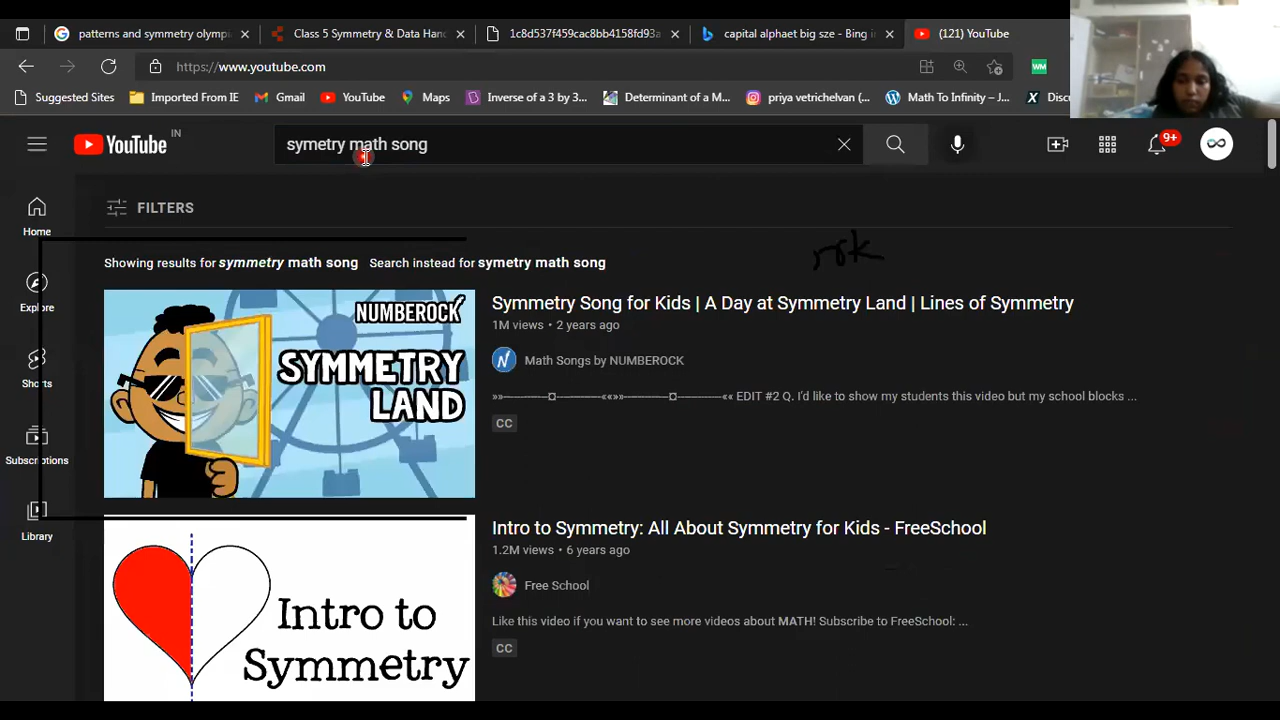 patterns and symmetry olymp
Class 5 Symmetry & Data Han
1c8d537f459cac8bb4158fd93a
capital alphaet big sze - Bing i
(121) YouTube
https://www.youtube.com
Suggested Sites
Imported From IE
Gmail
YouTube
Maps
Inverse of a 3 by 3...
Determinant of a M...
priya vetrichelvan (...
Math To Infinity – J...
Discu
WM
YouTube IN
symetry math song
9+
Home
Explore
Shorts
Subscriptions
Library
FILTERS
Showing results for symmetry math song Search instead for symetry math song
NUMBEROCK
SYMMETRY
LAND
Symmetry Song for Kids | A Day at Symmetry Land | Lines of Symmetry
1M views • 2 years ago
Math Songs by NUMBEROCK
EDIT #2 Q. I'd like to show my students this video but my school blocks ...
CC
Intro to
Symmetry
Intro to Symmetry: All About Symmetry for Kids - FreeSchool
1.2M views • 6 years ago
Free School
Like this video if you want to see more videos about MATH! Subscribe to FreeSchool: ...
CC